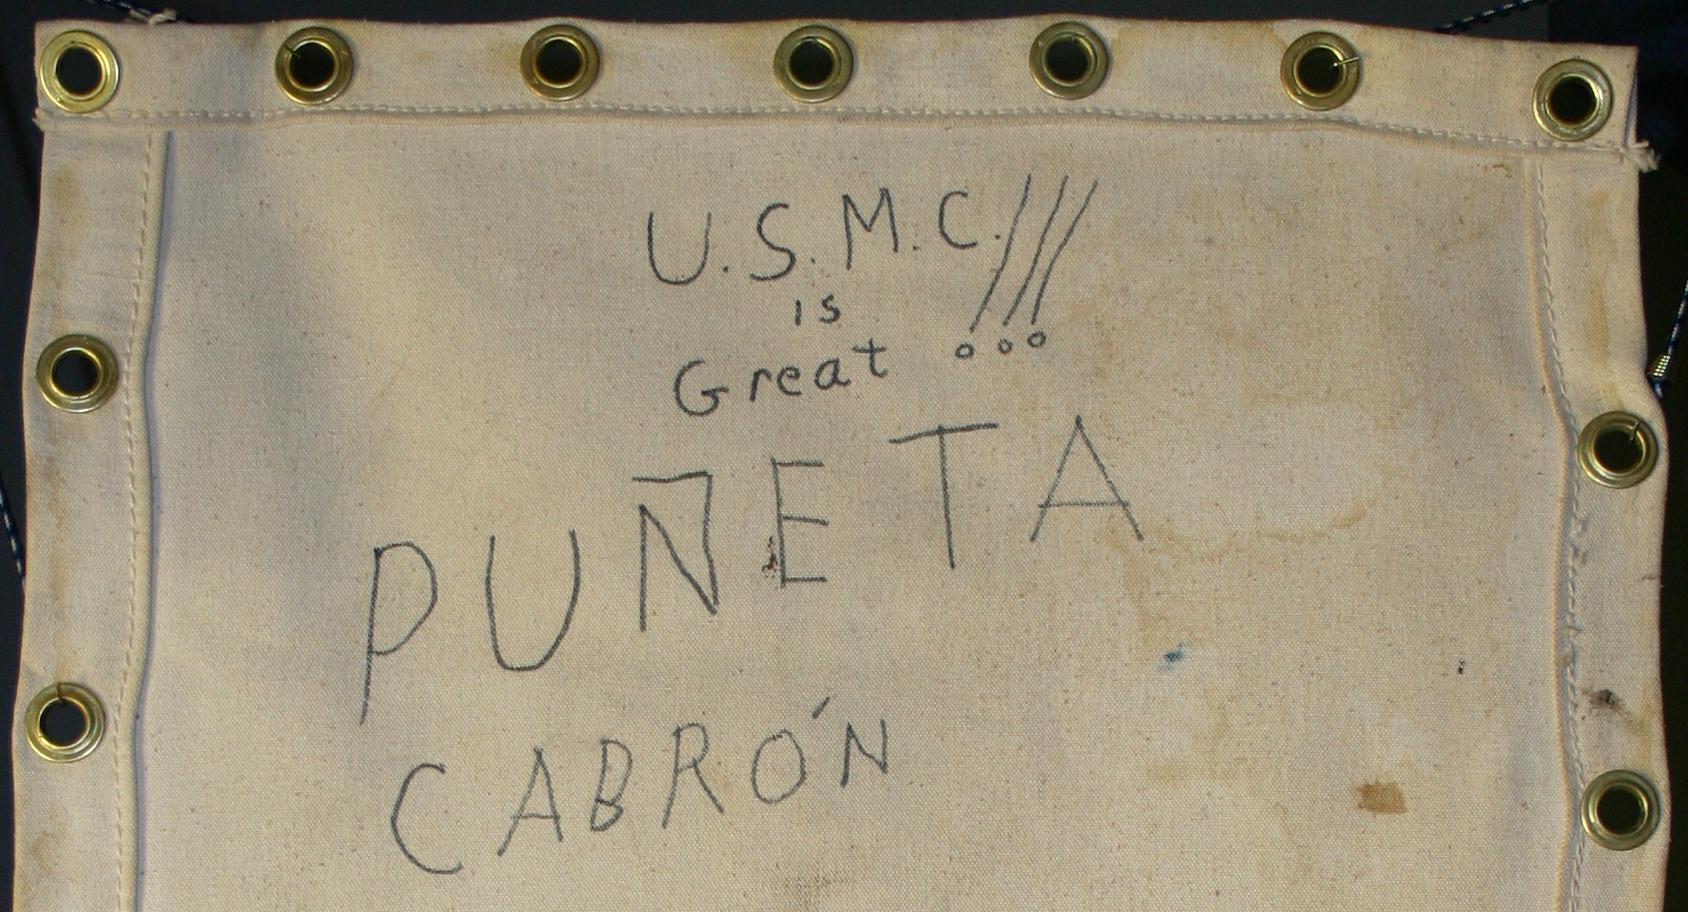 U.S.M.C.!!!
is
Great
PUÑETA
CABRÓN